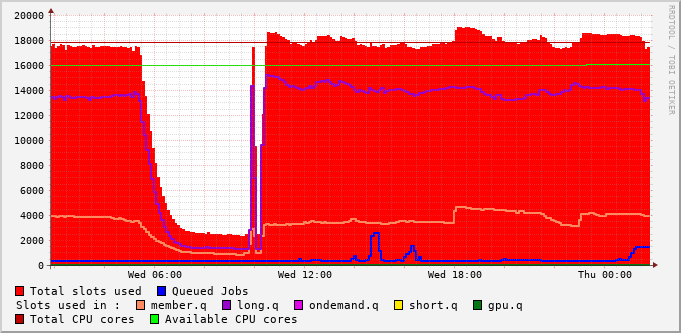 20000
18000
16000
14000
12000
10000
8000
6000
4000
2000
0
Wed 06:00 Wed 12:00 Wed 18:00 Thu 00:00
RRDTOOL / TOBI OETIKER
Total slots used Queued Jobs
Slots used in : member.q long.q ondemand.q short.q gpu.q
Total CPU cores Available CPU cores